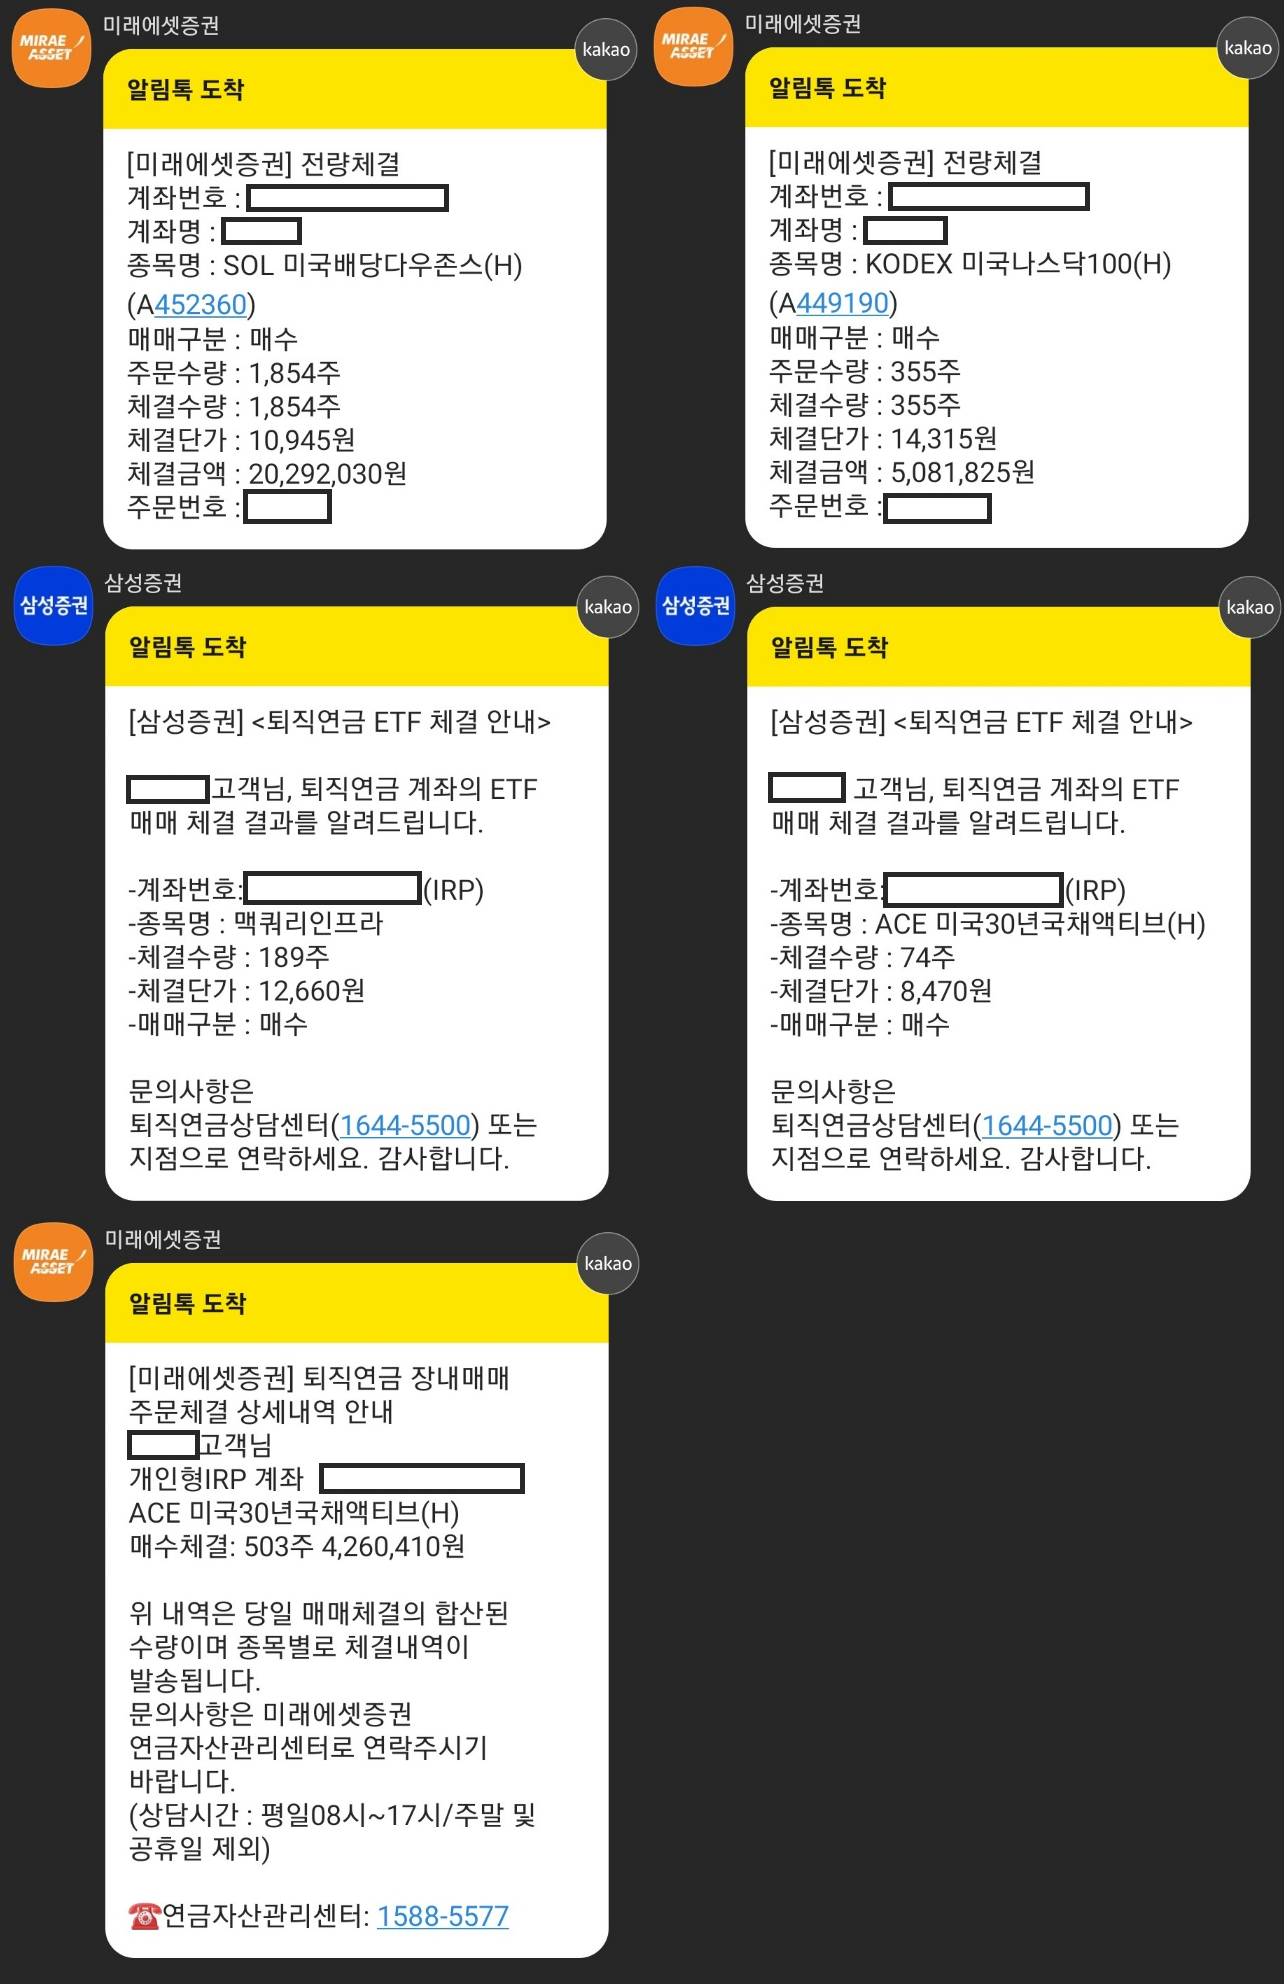 MIRAE
ASSET
미래에셋증권
kakao
알림톡 도착
[미래에셋증권] 전량체결
계좌번호 :
계좌명 :
종목명 : SOL 미국배당다우존스(H)
(A452360)
매매구분 : 매수
주문수량 : 1,854주
체결수량 : 1,854주
체결단가 : 10,945원
체결금액 : 20,292,030원
주문번호 :
MIRAE
ASSET
미래에셋증권
kakao
알림톡 도착
[미래에셋증권] 전량체결
계좌번호 :
계좌명 :
종목명 : KODEX 미국나스닥100(H)
(A449190)
매매구분 : 매수
주문수량 : 355주
체결수량 : 355주
체결단가 : 14,315원
체결금액 : 5,081,825원
주문번호 :
삼성증권
삼성증권
kakao
알림톡 도착
[삼성증권] <퇴직연금 ETF 체결 안내>
고객님, 퇴직연금 계좌의 ETF
매매 체결 결과를 알려드립니다.
-계좌번호: (IRP)
-종목명 : 맥쿼리인프라
-체결수량 : 189주
-체결단가 : 12,660원
-매매구분 : 매수
문의사항은
퇴직연금상담센터(1644-5500) 또는
지점으로 연락하세요. 감사합니다.
삼성증권
삼성증권
kakao
알림톡 도착
[삼성증권] <퇴직연금 ETF 체결 안내>
고객님, 퇴직연금 계좌의 ETF
매매 체결 결과를 알려드립니다.
-계좌번호: (IRP)
-종목명 : ACE 미국30년국채액티브(H)
-체결수량 : 74주
-체결단가 : 8,470원
-매매구분 : 매수
문의사항은
퇴직연금상담센터(1644-5500) 또는
지점으로 연락하세요. 감사합니다.
MIRAE
ASSET
미래에셋증권
kakao
알림톡 도착
[미래에셋증권] 퇴직연금 장내매매
주문체결 상세내역 안내
고객님
개인형IRP 계좌
ACE 미국30년국채액티브(H)
매수체결: 503주 4,260,410원
위 내역은 당일 매매체결의 합산된
수량이며 종목별로 체결내역이
발송됩니다.
문의사항은 미래에셋증권
연금자산관리센터로 연락주시기
바랍니다.
(상담시간 : 평일08시~17시/주말 및
공휴일 제외)
☎연금자산관리센터: 1588-5577